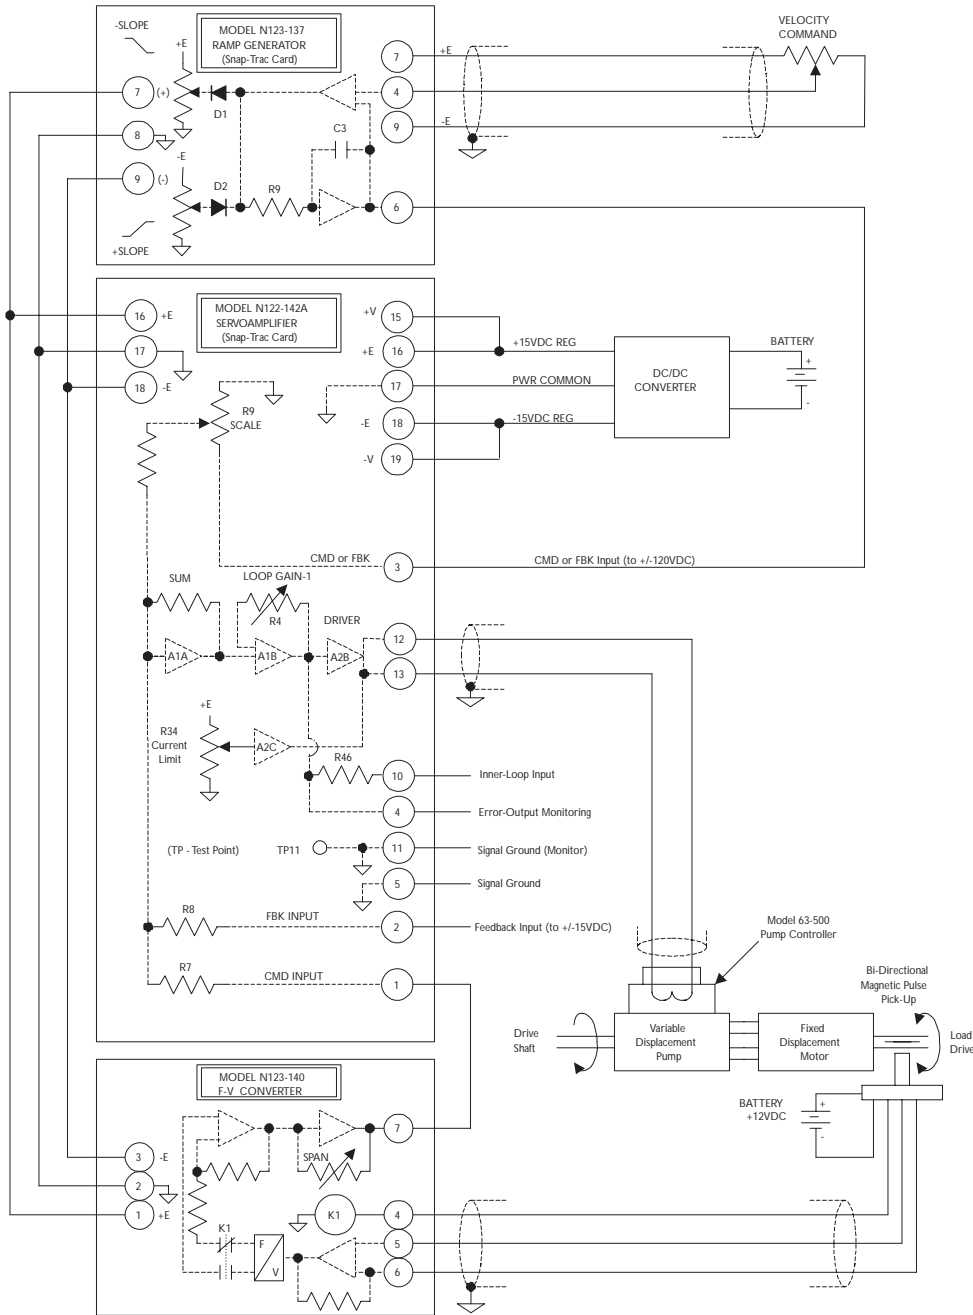 -SLOPE
+E
MODEL N123-137
RAMP GENERATOR
(Snap-Trac Card)
7
+E
VELOCITY
COMMAND
7
(+)
D1
4
8
C3
9
-E
9
(-)
-E
D2
R9
6
+SLOPE
MODEL N122-142A
SERVOAMPLIFIER
(Snap-Trac Card)
16
+E
+V
15
17
+E
16
+15VDC REG
BATTERY
+
-
DC/DC
CONVERTER
18
-E
17
PWR COMMON
R9
SCALE
-E
18
-15VDC REG
-V
19
CMD or FBK
3
CMD or FBK Input (to +/-120VDC)
SUM
LOOP GAIN-1
R4
DRIVER
12
A1A
A1B
A2B
13
+E
R34
Current
Limit
A2C
R46
10
Inner-Loop Input
4
Error-Output Monitoring
(TP - Test Point)
TP11
11
Signal Ground (Monitor)
5
Signal Ground
R8
FBK INPUT
2
Feedback Input (to +/-15VDC)
R7
CMD INPUT
1
Model 63-500
Pump Controller
Bi-Directional
Magnetic Pulse
Pick-Up
Drive
Shaft
Variable
Displacement
Pump
Fixed
Displacement
Motor
Load
Drive
MODEL N123-140
F-V CONVERTER
BATTERY
+12VDC
+
-
7
3
-E
SPAN
2
1
+E
K1
4
K1
F
V
5
6